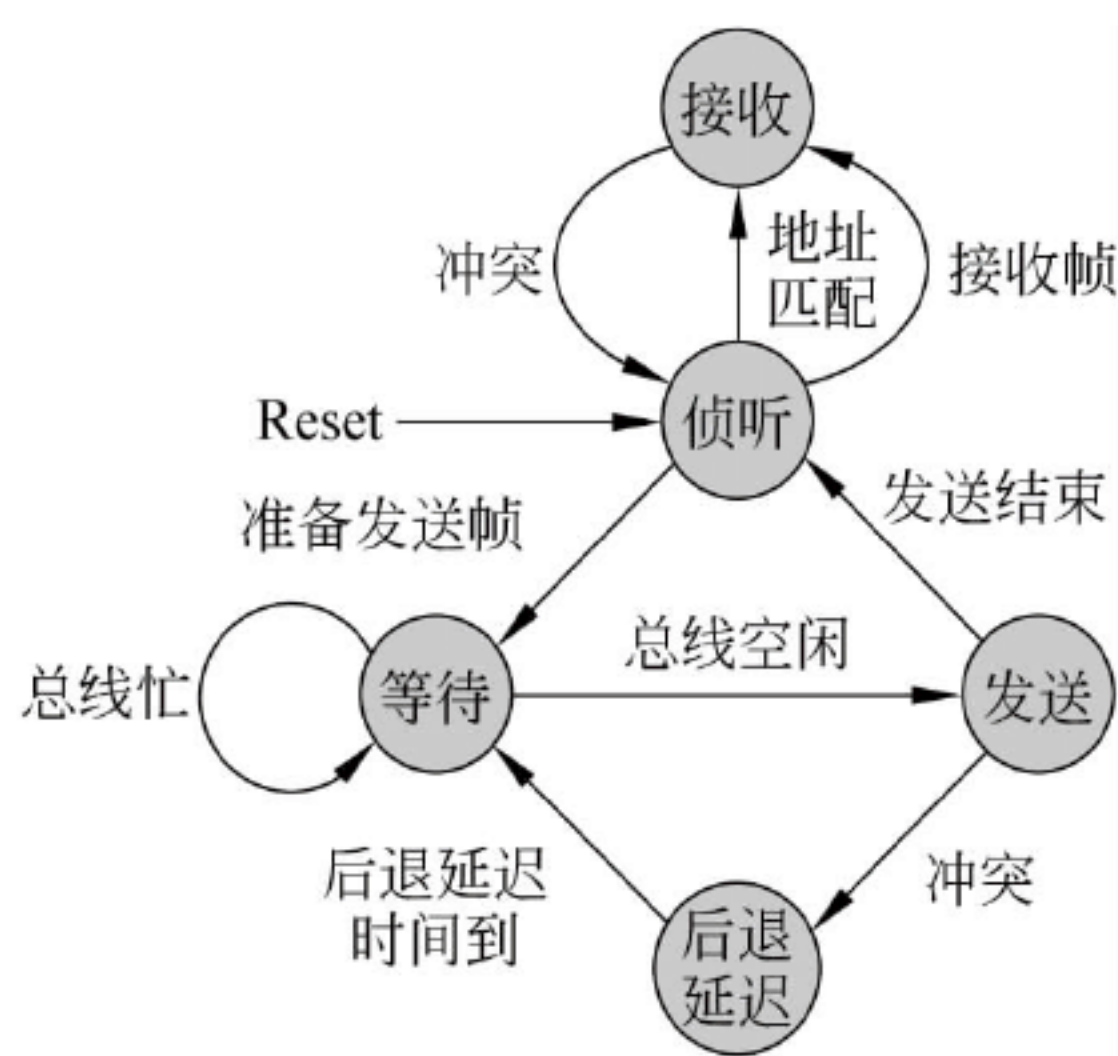 接收
冲突
地址
匹配
接收帧
Reset
侦听
准备发送帧
发送结束
总线忙
等待
总线空闲
发送
后退延迟
时间到
冲突
后退
延迟